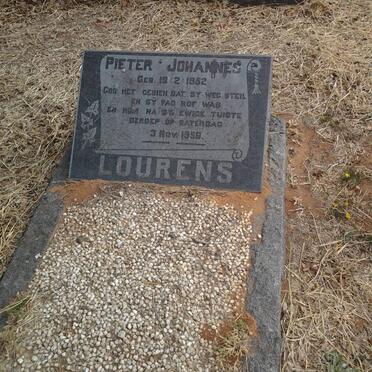 PIETER JOHANNES
GEB. 19·2·1952
GOD HET GESIEN DAT SY WEG STEIL
EN SY PAD ROF WAS
EN HOM NA SY EWIGE TUISTE
GEROEP OP SATERDAG
3 NOV. 1956.
LOURENS